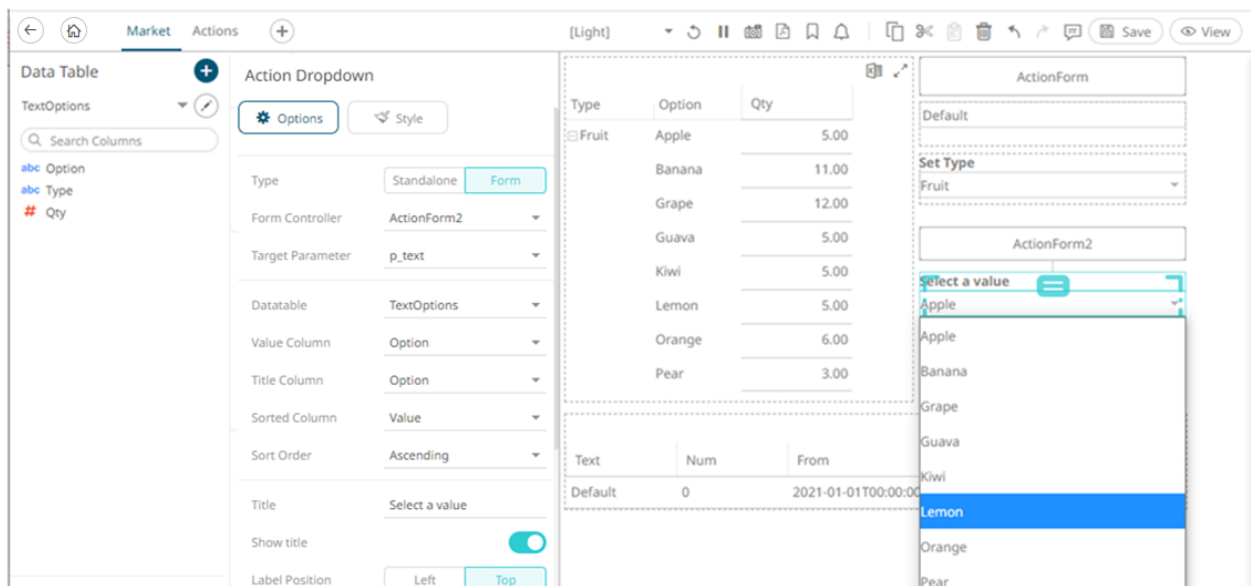 Market Actions [Light] Save View
Data Table
TextOptions
Search Columns
abc Option
abc Type
# Qty
Action Dropdown
Options Style
Type Standalone Form
Form Controller ActionForm2
Target Parameter p_text
Datatable TextOptions
Value Column Option
Title Column Option
Sorted Column Value
Sort Order Ascending
Title Select a value
Show title
Label Position Left Top
Type Option Qty
Fruit Apple 5.00
Banana 11.00
Grape 12.00
Guava 5.00
Kiwi 5.00
Lemon 5.00
Orange 6.00
Pear 3.00
Text Num From
Default 0 2021-01-01T00:00:00
ActionForm
Default
Set Type
Fruit
ActionForm2
Select a value
Apple
Apple
Banana
Grape
Guava
Kiwi
Lemon
Orange
Pear